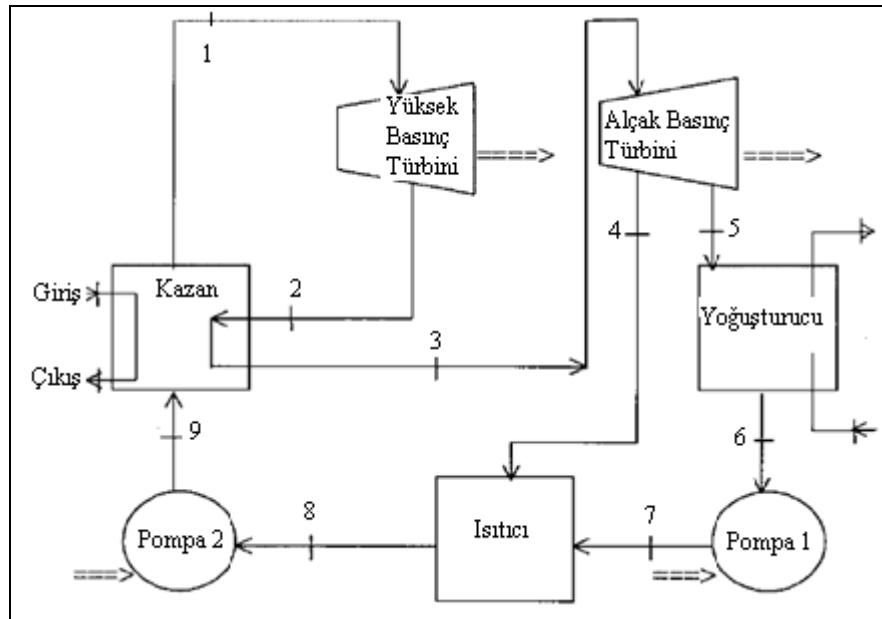 1
Yüksek
Basınç
Türbini
Alçak Basınç
Türbini
4
5
Giriş
Kazan
2
Yoğuşturucu
3
Çıkış
9
6
8
7
Pompa 2
Isıtıcı
Pompa 1